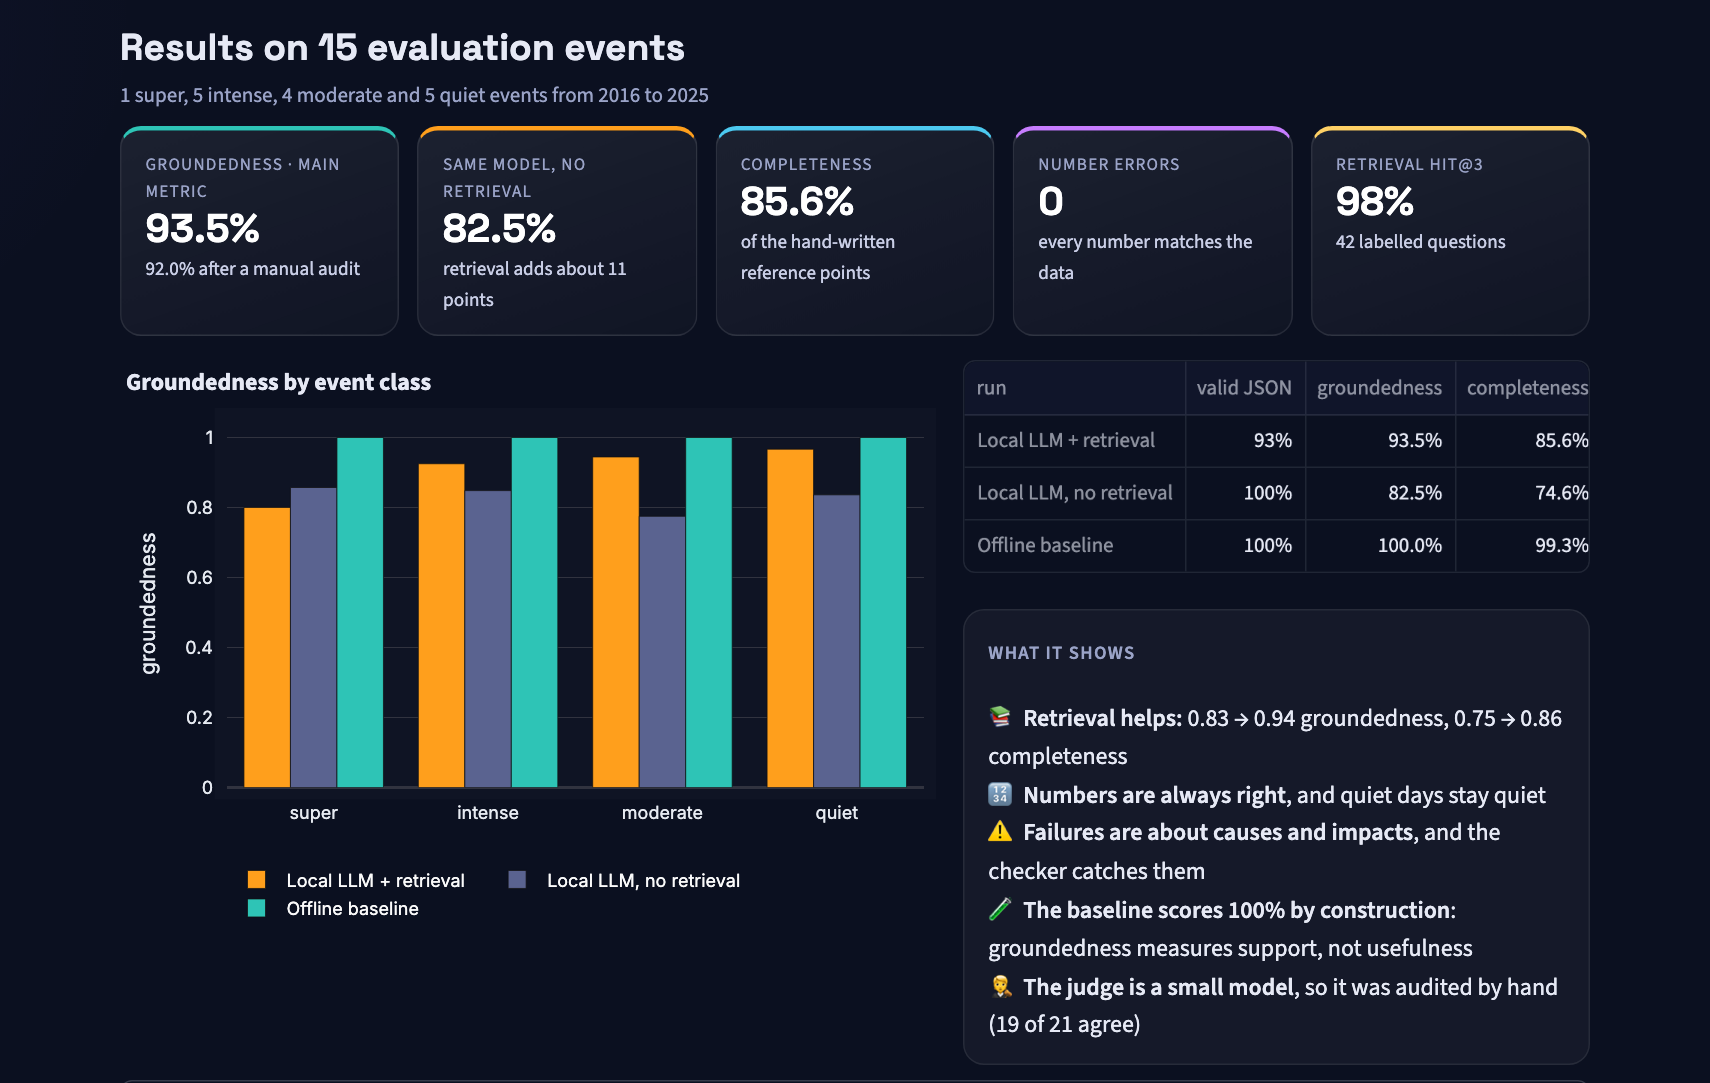 Results on 15 evaluation events
1 super, 5 intense, 4 moderate and 5 quiet events from 2016 to 2025
GROUNDEDNESS · MAIN
METRIC
93.5%
92.0% after a manual audit
SAME MODEL, NO
RETRIEVAL
82.5%
retrieval adds about 11
points
COMPLETENESS
85.6%
of the hand-written
reference points
NUMBER ERRORS
0
every number matches the
data
RETRIEVAL HIT@3
98%
42 labelled questions
Groundedness by event class
groundedness
1
0.8
0.6
0.4
0.2
0
super intense moderate quiet
Local LLM + retrieval Local LLM, no retrieval
Offline baseline
run valid JSON groundedness completeness
Local LLM + retrieval 93% 93.5% 85.6%
Local LLM, no retrieval 100% 82.5% 74.6%
Offline baseline 100% 100.0% 99.3%
WHAT IT SHOWS
📚 Retrieval helps: 0.83 → 0.94 groundedness, 0.75 → 0.86
completeness
🔢 Numbers are always right, and quiet days stay quiet
⚠️ Failures are about causes and impacts, and the
checker catches them
🧪 The baseline scores 100% by construction:
groundedness measures support, not usefulness
🧑‍⚖️ The judge is a small model, so it was audited by hand
(19 of 21 agree)